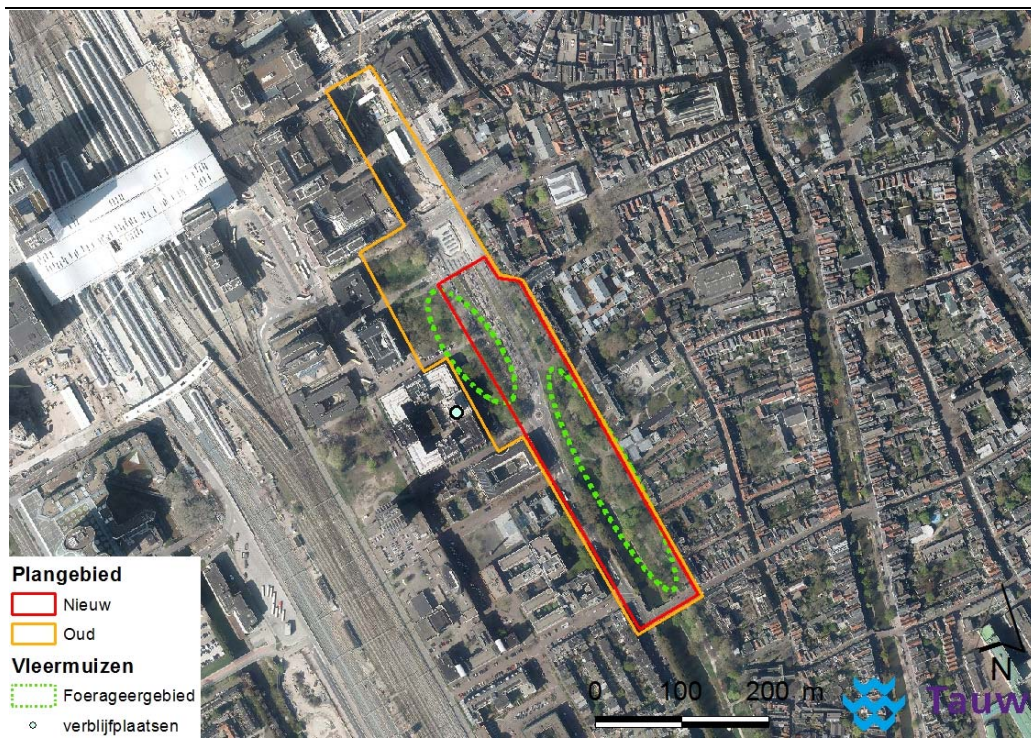 Plangebied
Nieuw
Oud
Vleermuizen
Foerageergebied
verblijfplaatsen
0 100 200 m
N
Tauw